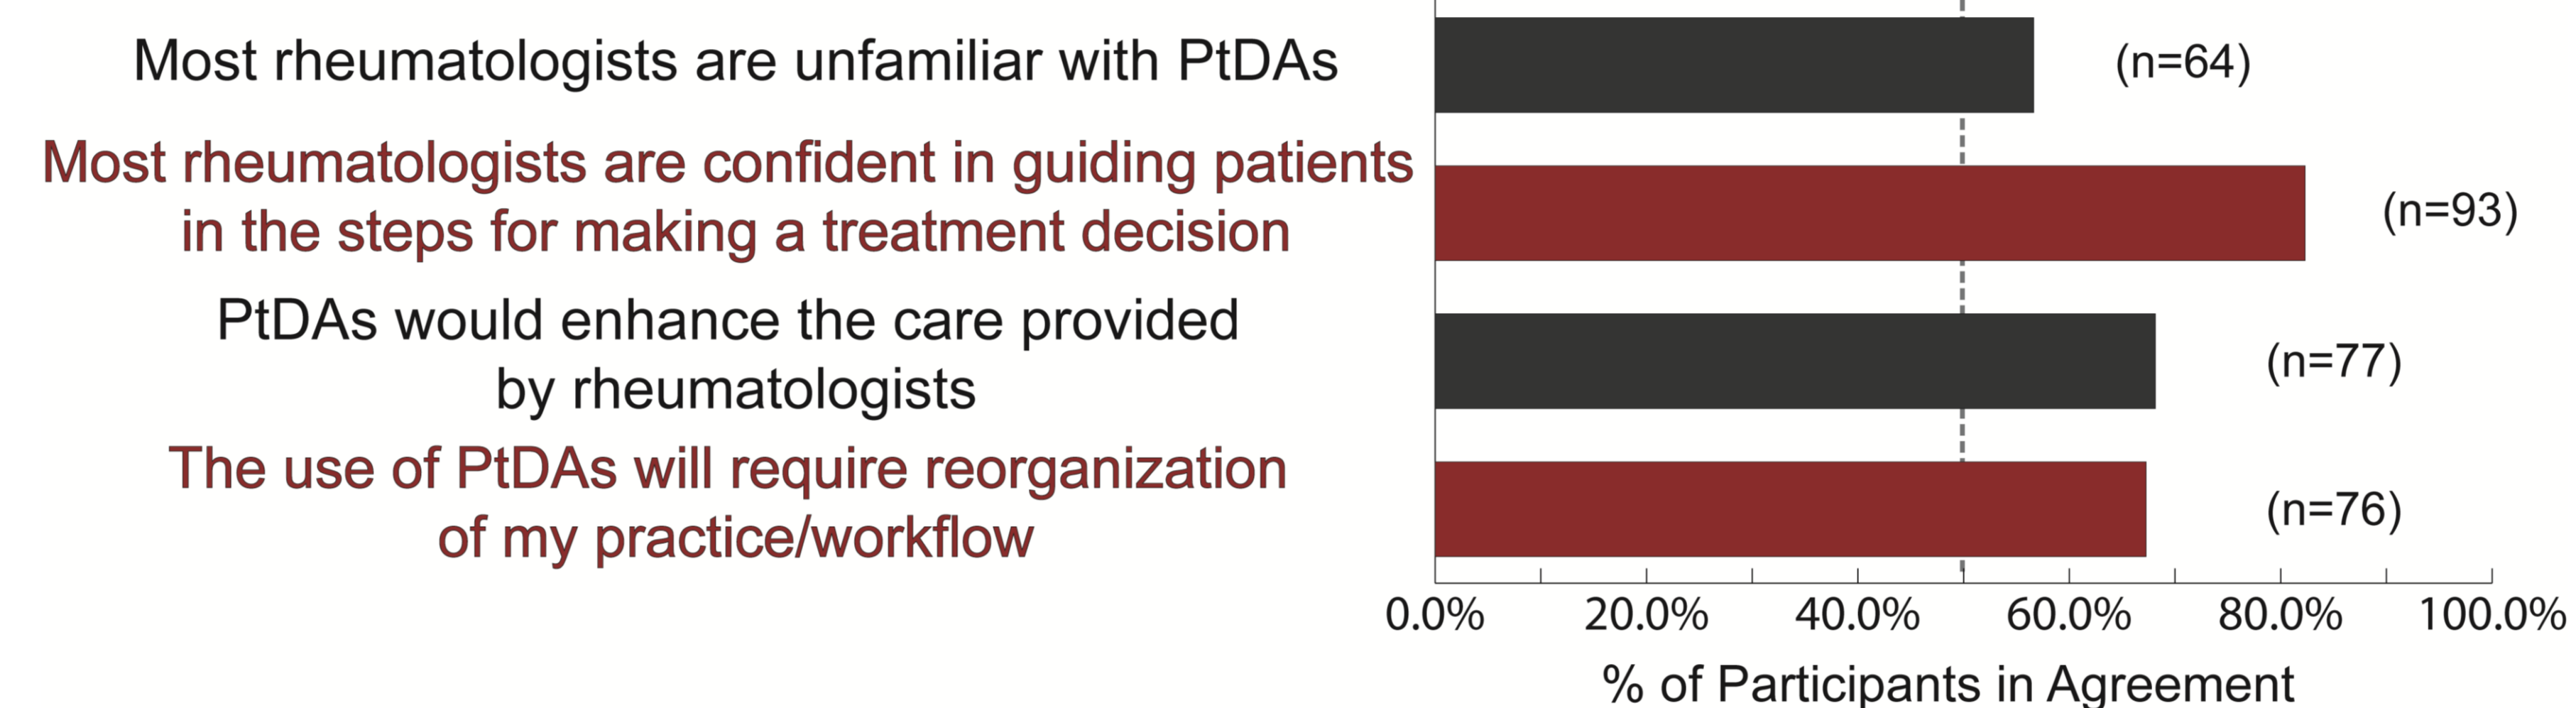 Most rheumatologists are unfamiliar with PtDAs
(n=64)
Most rheumatologists are confident in guiding patients
in the steps for making a treatment decision
(n=93)
PtDAs would enhance the care provided
by rheumatologists
(n=77)
The use of PtDAs will require reorganization
of my practice/workflow
(n=76)
0.0% 20.0% 40.0% 60.0% 80.0% 100.0%
% of Participants in Agreement